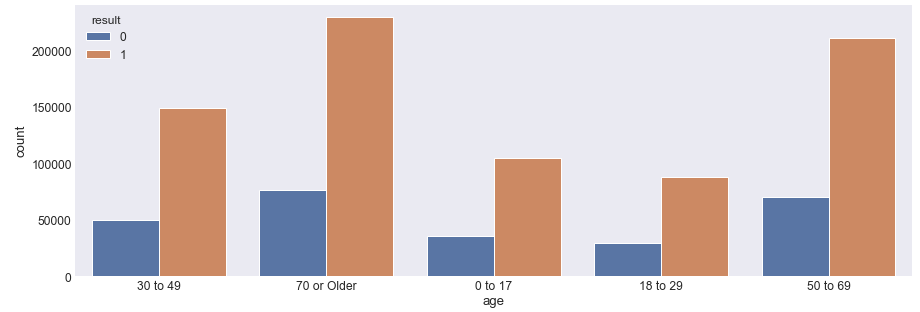 result
0
1
200000
150000
100000
50000
0
count
30 to 49 70 or Older 0 to 17 18 to 29 50 to 69
age